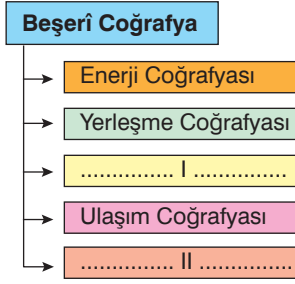 Beşerî Coğrafya
Enerji Coğrafyası
Yerleşme Coğrafyası
............... I ...............
Ulaşım Coğrafyası
............... II ...............